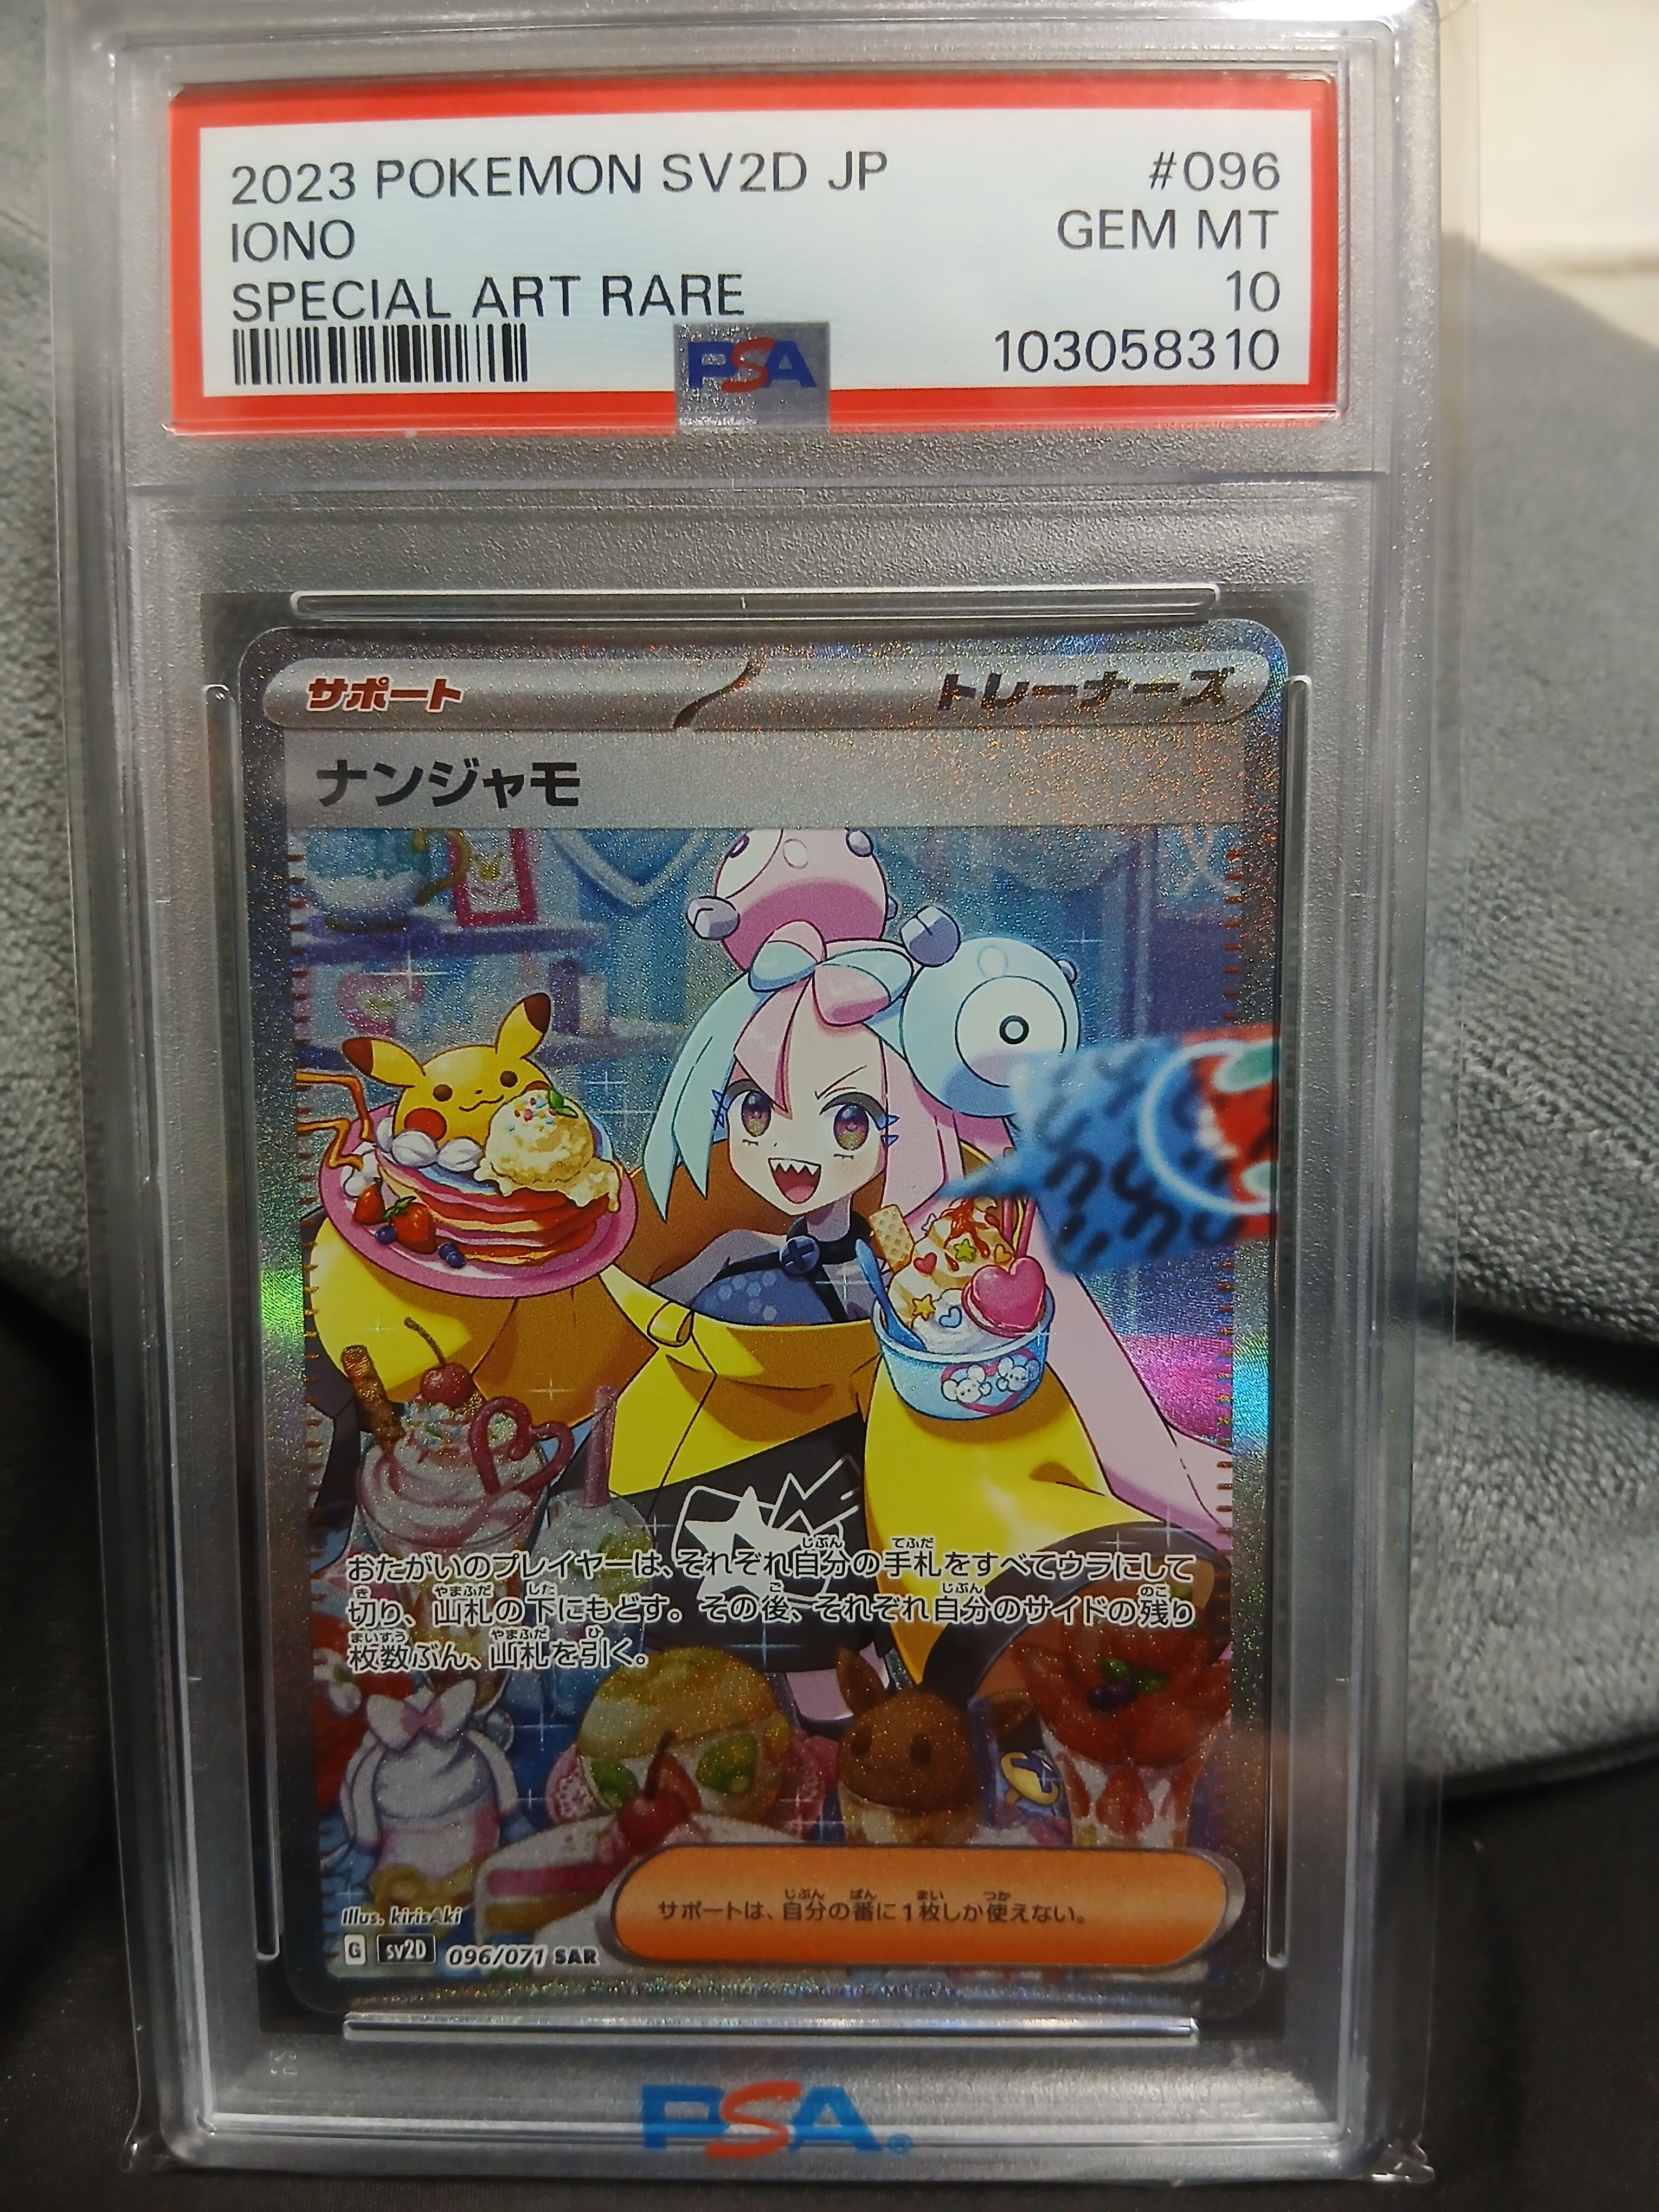 2023 POKEMON SV2D JP #096
IONO GEM MT
SPECIAL ART RARE 10
PSA 103058310
サポート トレーナーズ
ナンジャモ
おたがいのプレイヤーは、それぞれ自分の手札をすべてウラにして
切り、山札の下にもどす。その後、それぞれ自分のサイドの残り
枚数ぶん、山札を引く。
サポートは、自分の番に1枚しか使えない。
Illus. kirisAki
G sv2D 096/071 SAR
PSA®